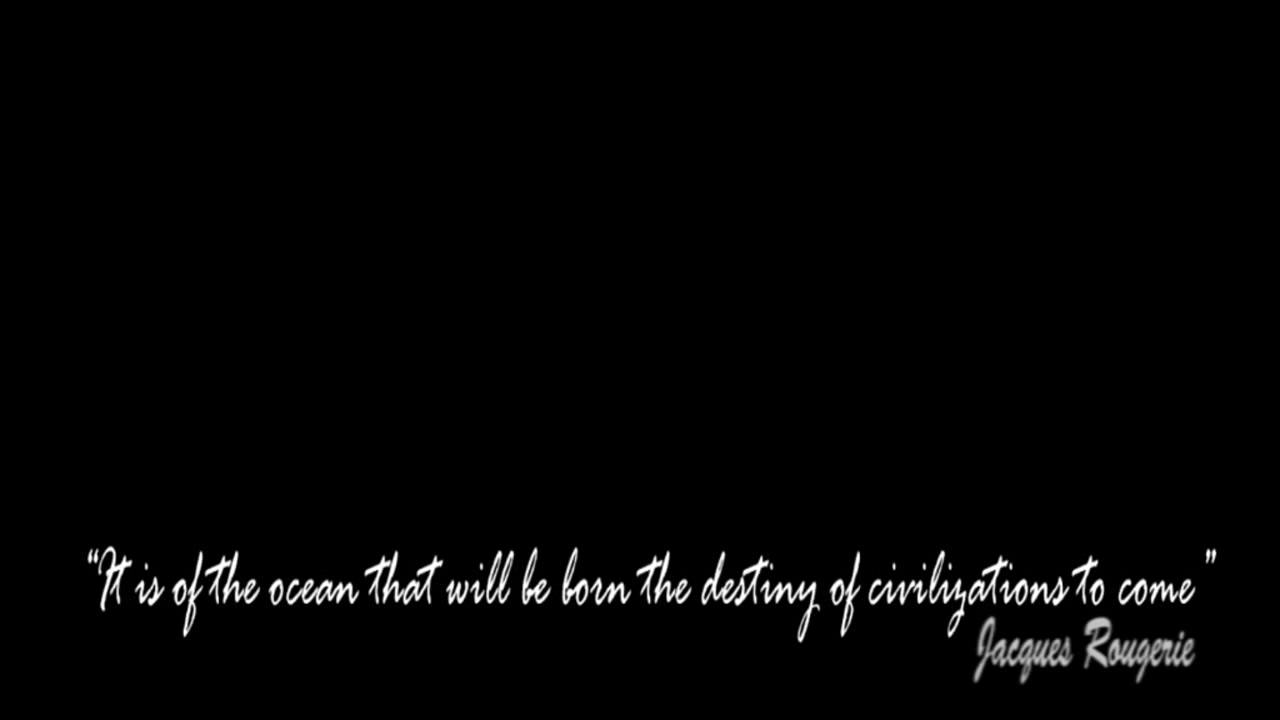 “It is of the ocean that will be born the destiny of civilizations to come”
Jacques Rougerie